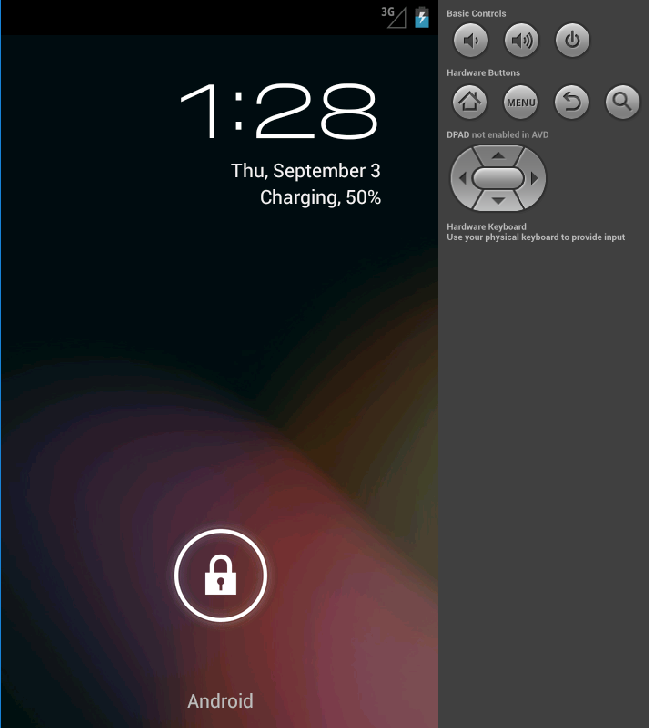 3G
1:28
Thu, September 3
Charging, 50%
Android
Basic Controls
Hardware Buttons
MENU
DPAD not enabled in AVD
Hardware Keyboard
Use your physical keyboard to provide input